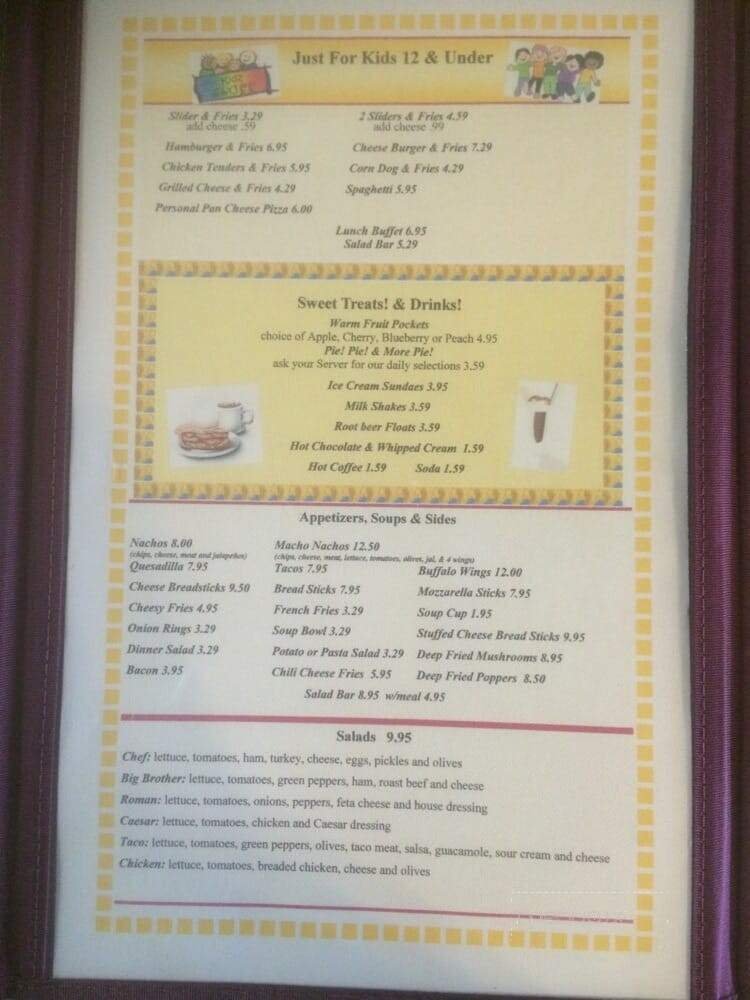 Just For Kids 12 & Under
Slider & Fries 3.29
add cheese .59
2 Sliders & Fries 4.59
add cheese .99
Hamburger & Fries 6.95
Cheese Burger & Fries 7.29
Chicken Tenders & Fries 5.95
Corn Dog & Fries 4.29
Grilled Cheese & Fries 4.29
Spaghetti 5.95
Personal Pan Cheese Pizza 6.00
Lunch Buffet 6.95
Salad Bar 5.29
Sweet Treats! & Drinks!
Warm Fruit Pockets
choice of Apple, Cherry, Blueberry or Peach 4.95
Pie! Pie! & More Pie!
ask your Server for our daily selections 3.59
Ice Cream Sundaes 3.95
Milk Shakes 3.59
Root beer Floats 3.59
Hot Chocolate & Whipped Cream 1.59
Hot Coffee 1.59 Soda 1.59
Appetizers, Soups & Sides
Nachos 8.00
(chips, cheese, meat and jalapeños)
Macho Nachos 12.50
(chips, cheese, meat, lettuce, tomatoes, olives, jal, & 4 wings)
Quesadilla 7.95
Tacos 7.95
Buffalo Wings 12.00
Cheese Breadsticks 9.50
Bread Sticks 7.95
Mozzarella Sticks 7.95
Cheesy Fries 4.95
French Fries 3.29
Soup Cup 1.95
Onion Rings 3.29
Soup Bowl 3.29
Stuffed Cheese Bread Sticks 9.95
Dinner Salad 3.29
Potato or Pasta Salad 3.29
Deep Fried Mushrooms 8.95
Bacon 3.95
Chili Cheese Fries 5.95
Deep Fried Poppers 8.50
Salad Bar 8.95 w/meal 4.95
Salads 9.95
Chef: lettuce, tomatoes, ham, turkey, cheese, eggs, pickles and olives
Big Brother: lettuce, tomatoes, green peppers, ham, roast beef and cheese
Roman: lettuce, tomatoes, onions, peppers, feta cheese and house dressing
Caesar: lettuce, tomatoes, chicken and Caesar dressing
Taco: lettuce, tomatoes, green peppers, olives, taco meat, salsa, guacamole, sour cream and cheese
Chicken: lettuce, tomatoes, breaded chicken, cheese and olives